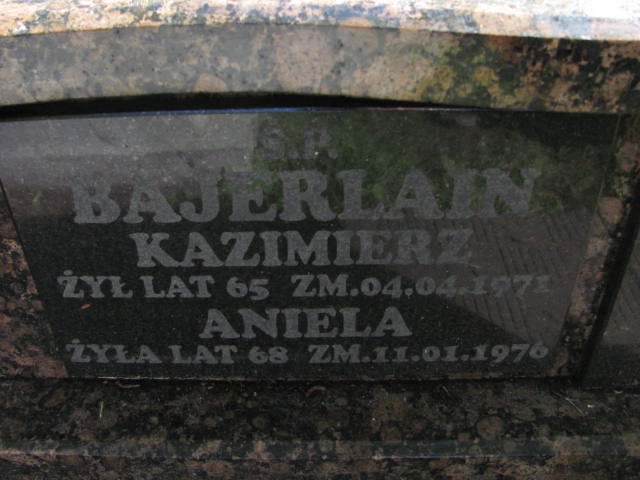 Ś.P.
BAJERLAIN
KAZIMIERZ
ŻYŁ LAT 65 ZM.04.04.1971
ANIELA
ŻYŁA LAT 68 ZM.11.01.1976